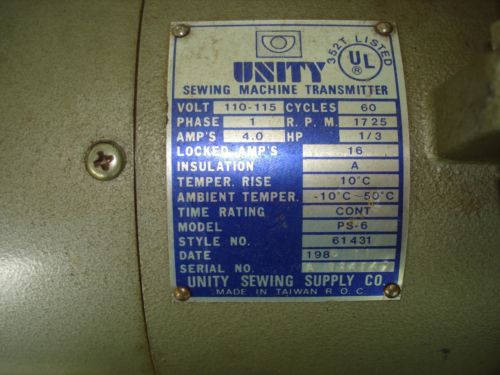 352T LISTED
UL
®
UNITY
SEWING MACHINE TRANSMITTER
VOLT 110-115 CYCLES 60
PHASE 1 R. P. M. 1725
AMP'S 4.0 HP 1/3
LOCKED AMP'S 16
INSULATION A
TEMPER. RISE 10°C
AMBIENT TEMPER. -10°C~50°C
TIME RATING CONT
MODEL PS-6
STYLE NO. 61431
DATE 198
SERIAL NO. A
UNITY SEWING SUPPLY CO.
MADE IN TAIWAN R.O.C.